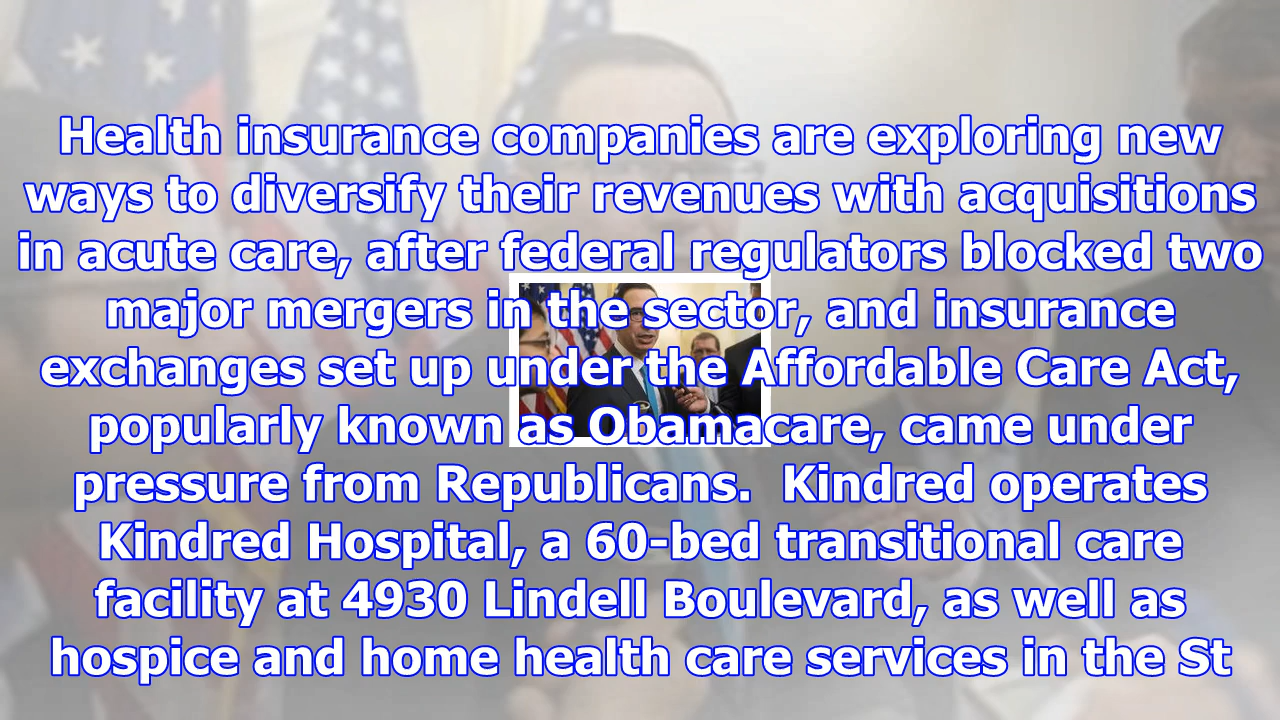 Health insurance companies are exploring new
ways to diversify their revenues with acquisitions
in acute care, after federal regulators blocked two
major mergers in the sector, and insurance
exchanges set up under the Affordable Care Act,
popularly known as Obamacare, came under
pressure from Republicans.  Kindred operates
Kindred Hospital, a 60-bed transitional care
facility at 4930 Lindell Boulevard, as well as
hospice and home health care services in the St